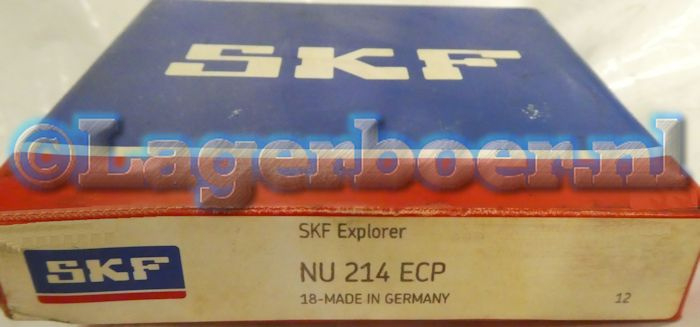 SKF
©Lagerboer.nl
SKF Explorer
SKF
NU 214 ECP
18-MADE IN GERMANY
12